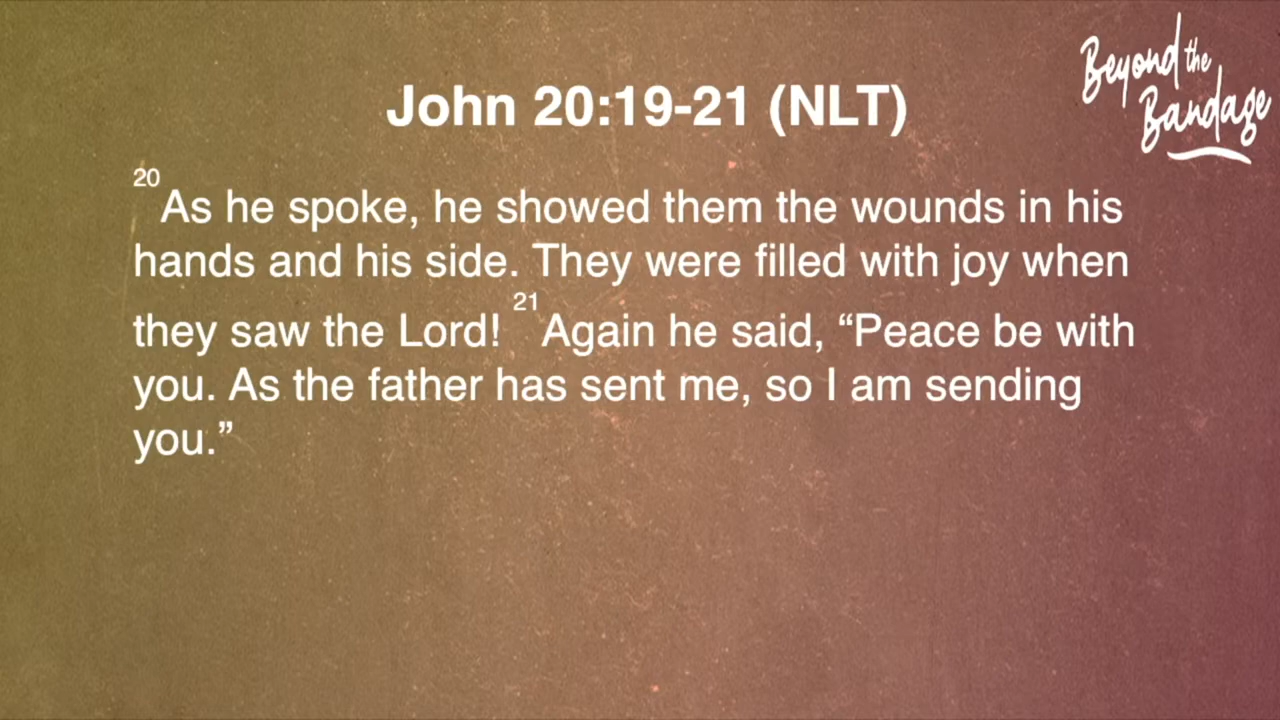 Beyond the
Bandage
John 20:19-21 (NLT)
20 As he spoke, he showed them the wounds in his
hands and his side. They were filled with joy when
they saw the Lord! 21 Again he said, “Peace be with
you. As the father has sent me, so I am sending
you.”